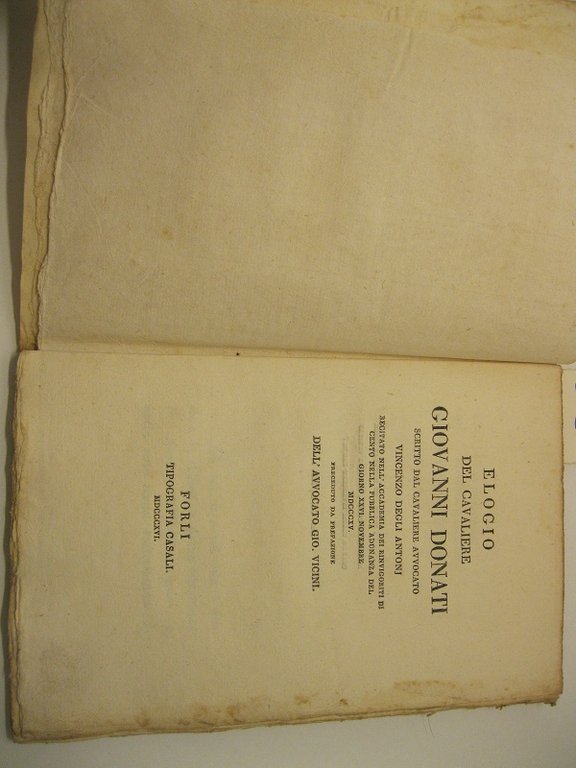 ELOGIO
DEL CAVALIERE
GIOVANNI DONATI
SCRITTO DAL CAVALIERE AVVOCATO
VINCENZO DEGLI ANTONJ
RECITATO NELL' ACCADEMIA DEI RINVIGORITI DI
CENTO NELLA PUBBLICA ADUNANZA DEL
GIORNO XXVI NOVEMBRE
MDCCCXV.
PRECEDUTO DA PREFAZIONE
DELL' AVVOCATO GIO. VICINI.
FORLI
TIPOGRAFIA CASALI.
MDCCCXVI.